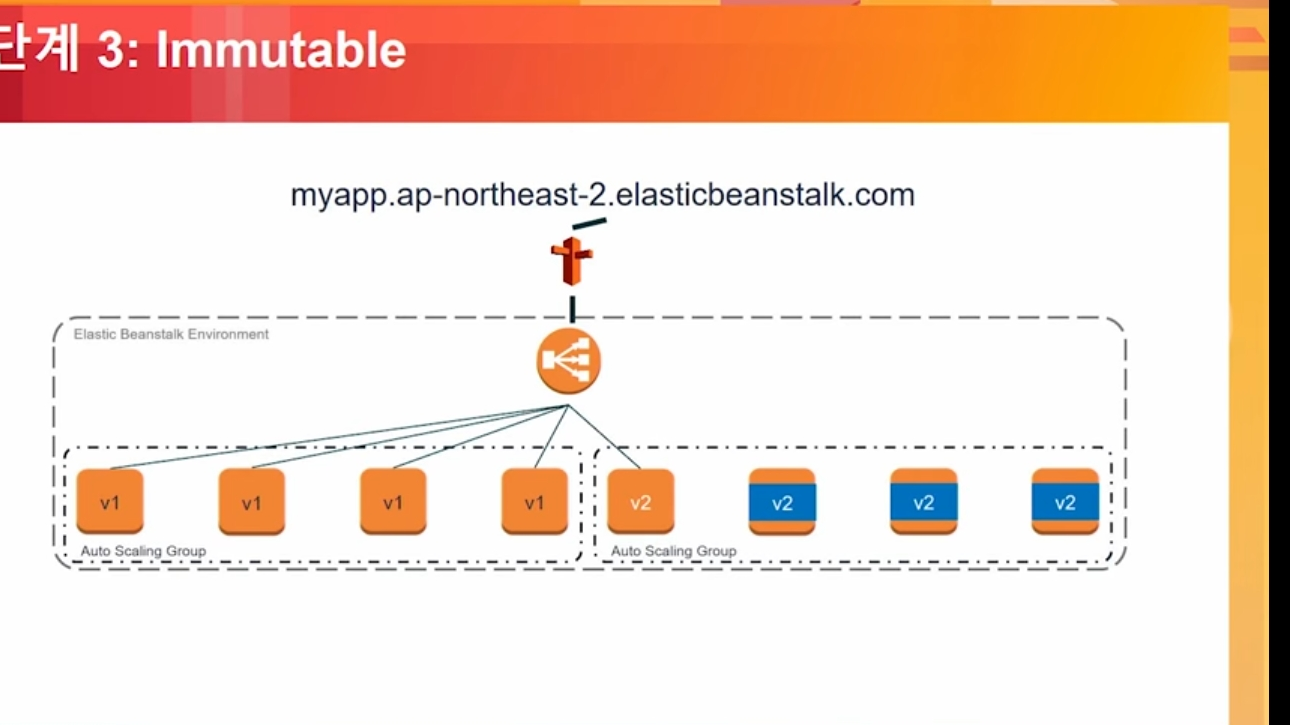 단계 3: Immutable
myapp.ap-northeast-2.elasticbeanstalk.com
Elastic Beanstalk Environment
v1 v1 v1 v1 v2 v2 v2 v2
Auto Scaling Group Auto Scaling Group